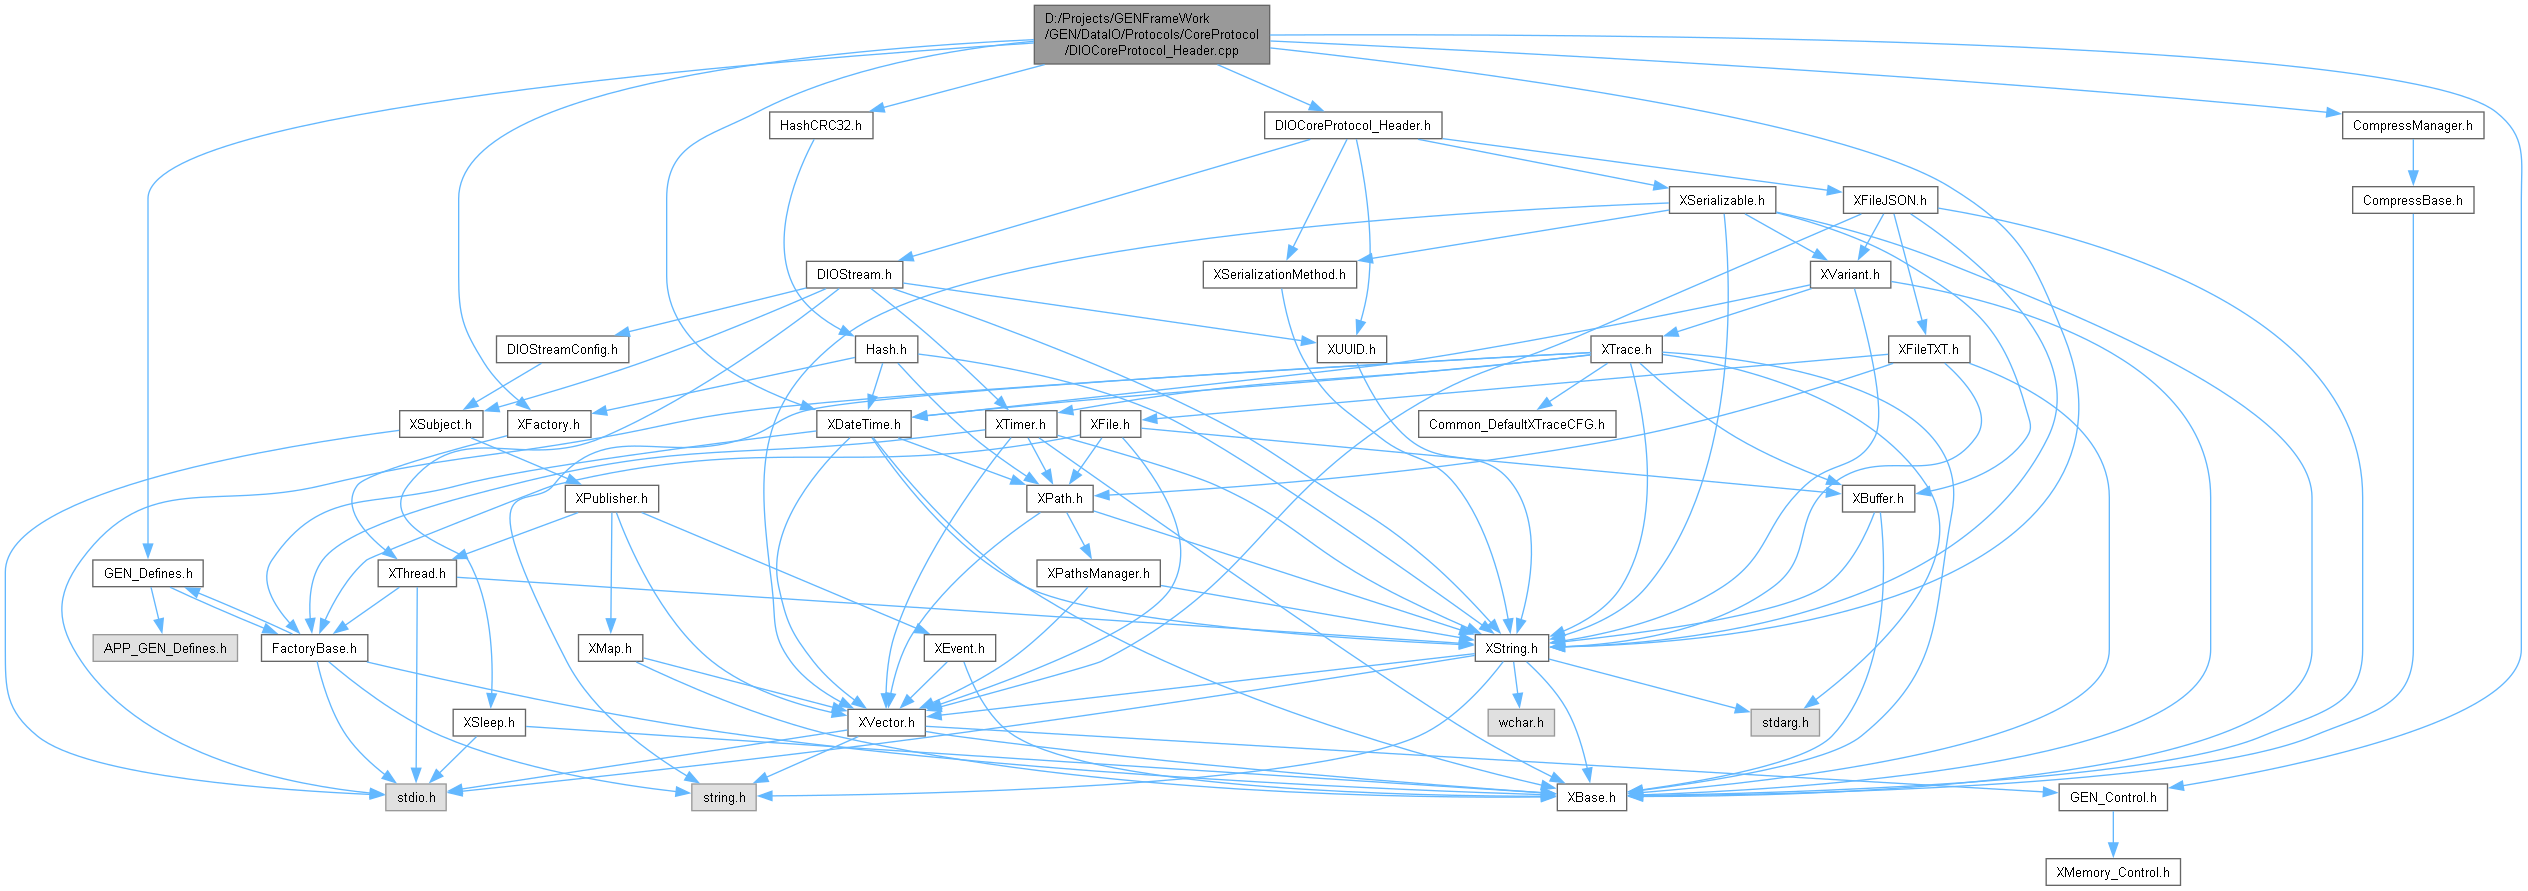 D:/Projects/GENFrameWork
/GEN/DataIO/Protocols/CoreProtocol
/DIOCoreProtocol_Header.cpp
HashCRC32.h
DIOCoreProtocol_Header.h
CompressManager.h
XSerializable.h
XFileJSON.h
CompressBase.h
DIOStream.h
XSerializationMethod.h
XVariant.h
DIOStreamConfig.h
Hash.h
XUUID.h
XTrace.h
XFileTXT.h
XSubject.h
XFactory.h
XDateTime.h
XTimer.h
XFile.h
Common_DefaultXTraceCFG.h
XPublisher.h
XPath.h
XBuffer.h
GEN_Defines.h
XThread.h
XPathsManager.h
APP_GEN_Defines.h
FactoryBase.h
XMap.h
XEvent.h
XString.h
XSleep.h
XVector.h
wchar.h
stdarg.h
stdio.h
string.h
XBase.h
GEN_Control.h
XMemory_Control.h